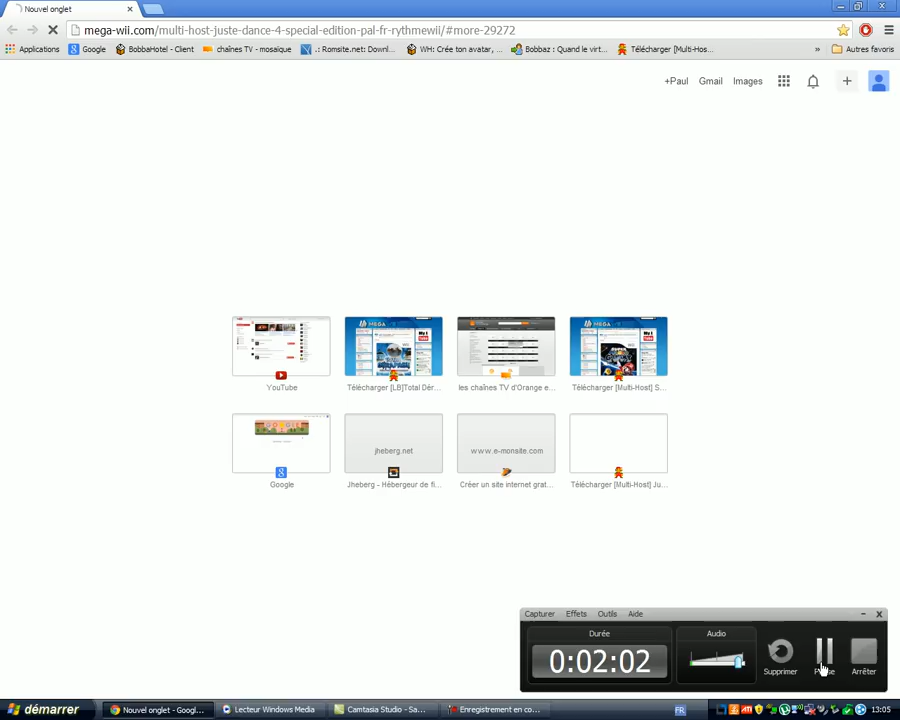 Nouvel onglet
mega-wii.com/multi-host-juste-dance-4-special-edition-pal-fr-rythmewii/#more-29272
Applications Google BobbaHotel - Client chaînes TV - mosaïque .: Romsite.net: Downl... WH: Crée ton avatar, ... Bobbaz : Quand le virt... Télécharger [Multi-Hos... » Autres favoris
+Paul Gmail Images
YouTube Télécharger [LB]Total Dér... les chaînes TV d'Orange e... Télécharger [Multi-Host] S...
jheberg.net www.e-monsite.com
Google Jheberg - Hébergeur de fi... Créer un site internet grat... Télécharger [Multi-Host] Ju...
Capturer Effets Outils Aide
Durée Audio
0:02:02
Supprimer Pause Arrêter
démarrer Nouvel onglet - Googl... Lecteur Windows Media Camtasia Studio - Sa... Enregistrement en co... FR 13:05